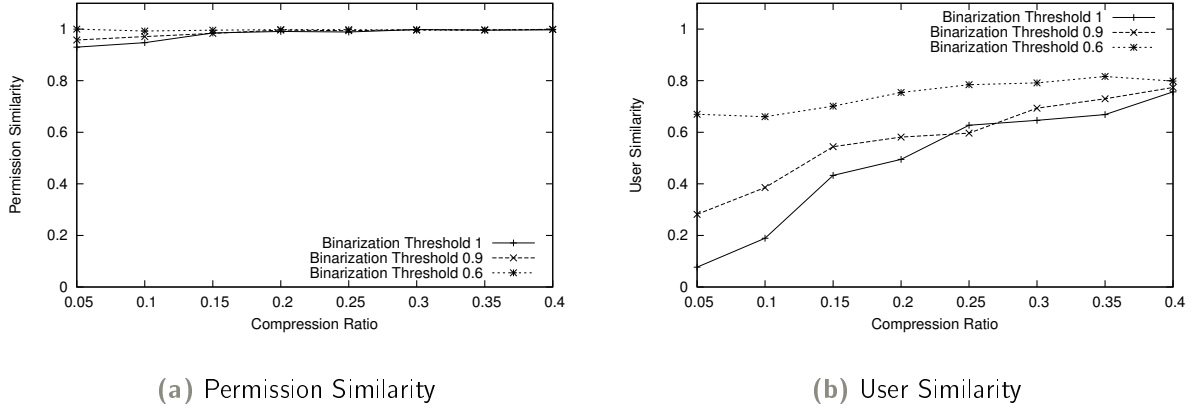 Permission Similarity
1
0.8
0.6
0.4
0.2
0
0.05 0.1 0.15 0.2 0.25 0.3 0.35 0.4
Compression Ratio
Binarization Threshold 1
Binarization Threshold 0.9
Binarization Threshold 0.6
(a) Permission Similarity
User Similarity
1
0.8
0.6
0.4
0.2
0
0.05 0.1 0.15 0.2 0.25 0.3 0.35 0.4
Compression Ratio
Binarization Threshold 1
Binarization Threshold 0.9
Binarization Threshold 0.6
(b) User Similarity